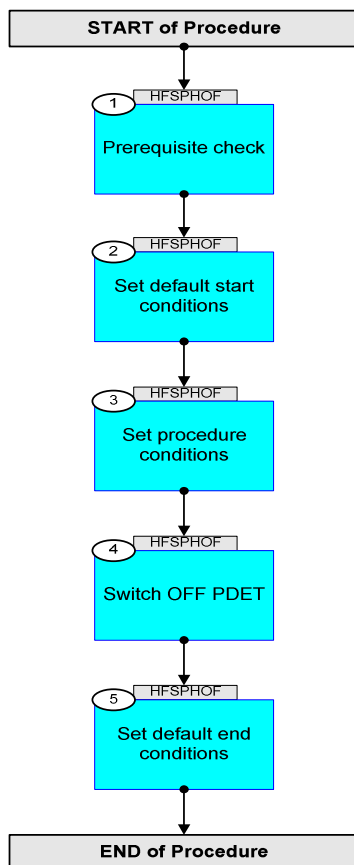 START of Procedure
HFSPHOF
1
Prerequisite check
HFSPHOF
2
Set default start
conditions
HFSPHOF
3
Set procedure
conditions
HFSPHOF
4
Switch OFF PDET
HFSPHOF
5
Set default end
conditions
END of Procedure